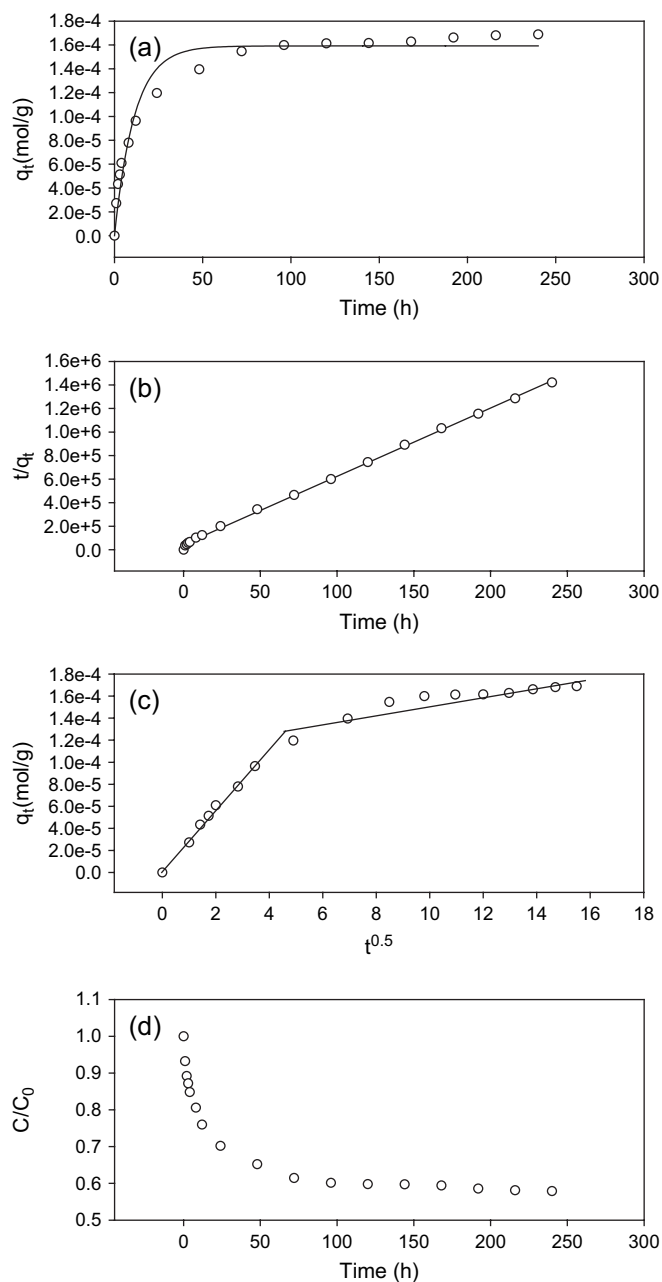 (a)
1.8e-4
1.6e-4
1.4e-4
1.2e-4
1.0e-4
8.0e-5
6.0e-5
4.0e-5
2.0e-5
0.0
qt(mol/g)
0 50 100 150 200 250 300
Time (h)
(b)
1.6e+6
1.4e+6
1.2e+6
1.0e+6
8.0e+5
6.0e+5
4.0e+5
2.0e+5
0.0
t/qt
0 50 100 150 200 250 300
Time (h)
(c)
1.8e-4
1.6e-4
1.4e-4
1.2e-4
1.0e-4
8.0e-5
6.0e-5
4.0e-5
2.0e-5
0.0
qt(mol/g)
0 2 4 6 8 10 12 14 16 18
t^0.5
(d)
1.1
1.0
0.9
0.8
0.7
0.6
0.5
C/C0
0 50 100 150 200 250 300
Time (h)